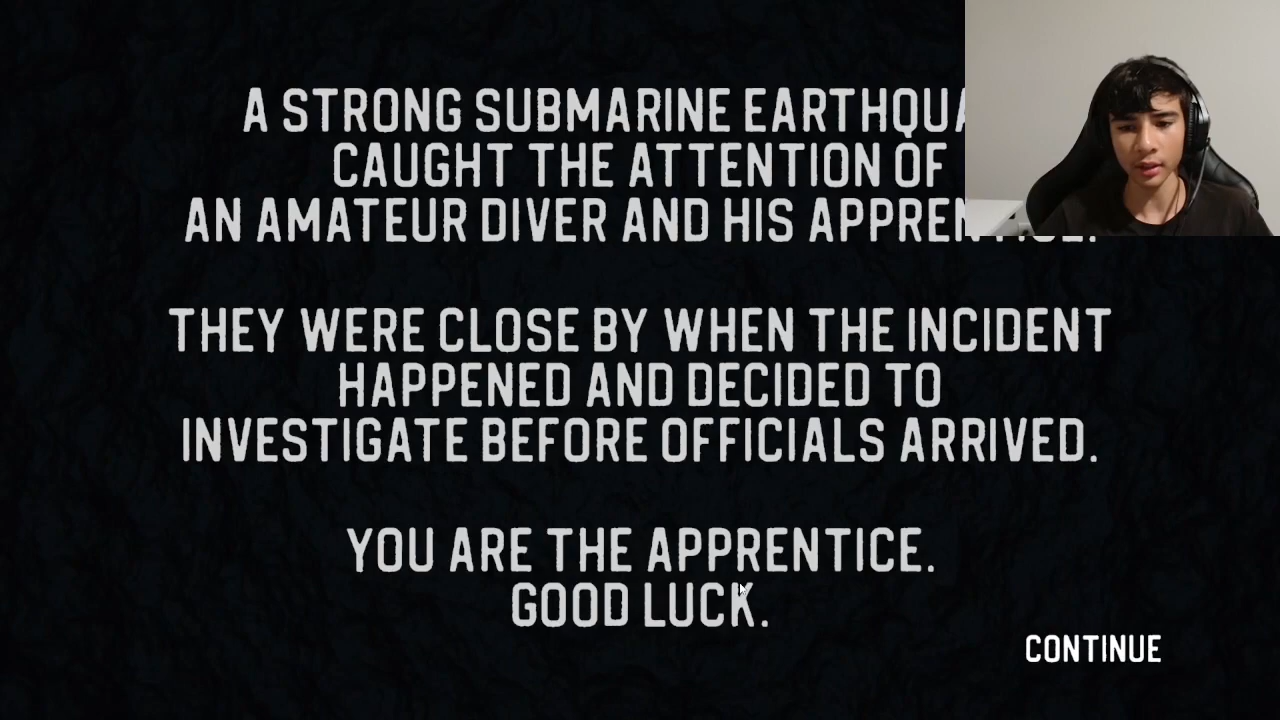 A STRONG SUBMARINE
CAUGHT THE ATTENTION OF
AN AMATEUR DIVER AND HIS
THEY WERE CLOSE BY WHEN THE INCIDENT
HAPPENED AND DECIDED TO
INVESTIGATE BEFORE OFFICIALS ARRIVED.
YOU ARE THE APPRENTICE.
GOOD LUCK.
CONTINUE